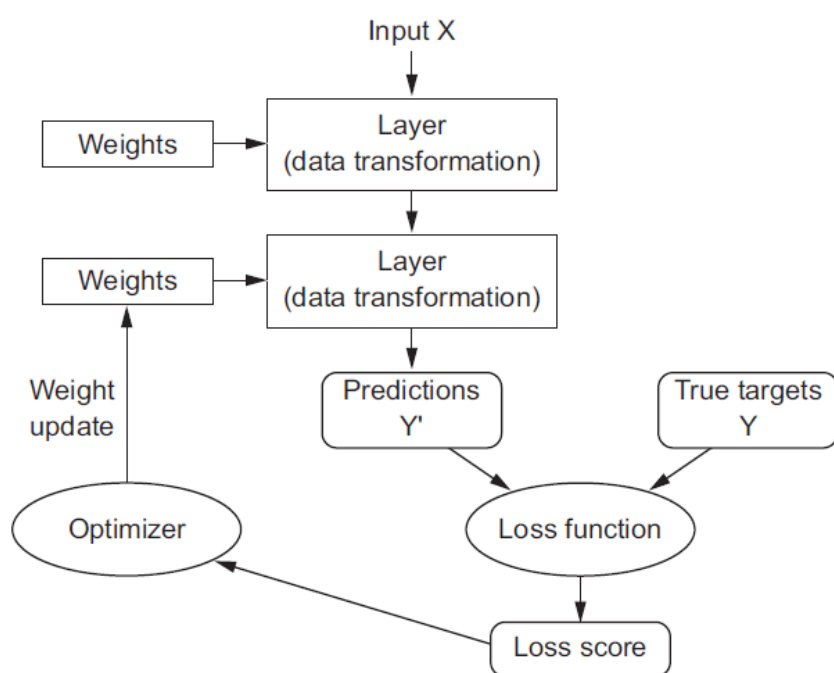 Input X
Layer
(data transformation)
Weights
Layer
(data transformation)
Weights
Weight
update
Predictions
Y'
True targets
Y
Optimizer
Loss function
Loss score